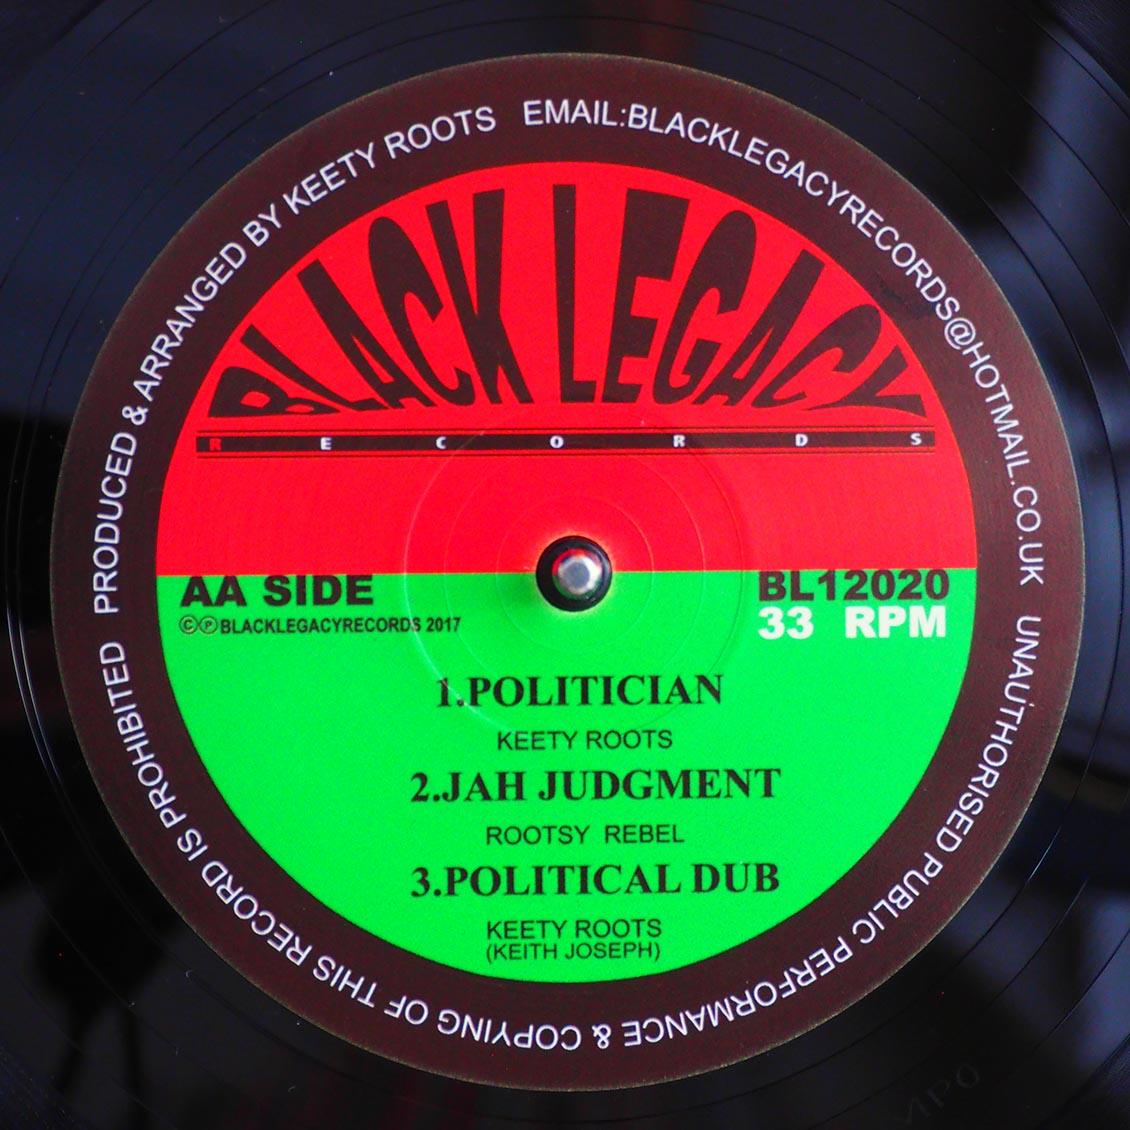 PRODUCED & ARRANGED BY KEETY ROOTS EMAIL:BLACKLEGACYRECORDS@HOTMAIL.CO.UK UNAUTHORISED PUBLIC PERFORMANCE & COPYING OF THIS RECORD IS PROHIBITED
BLACK LEGACY
RECORDS
AA SIDE
©℗BLACKLEGACYRECORDS 2017
BL12020
33 RPM
1.POLITICIAN
KEETY ROOTS
2.JAH JUDGMENT
ROOTSY REBEL
3.POLITICAL DUB
KEETY ROOTS
(KEITH JOSEPH)
MPO